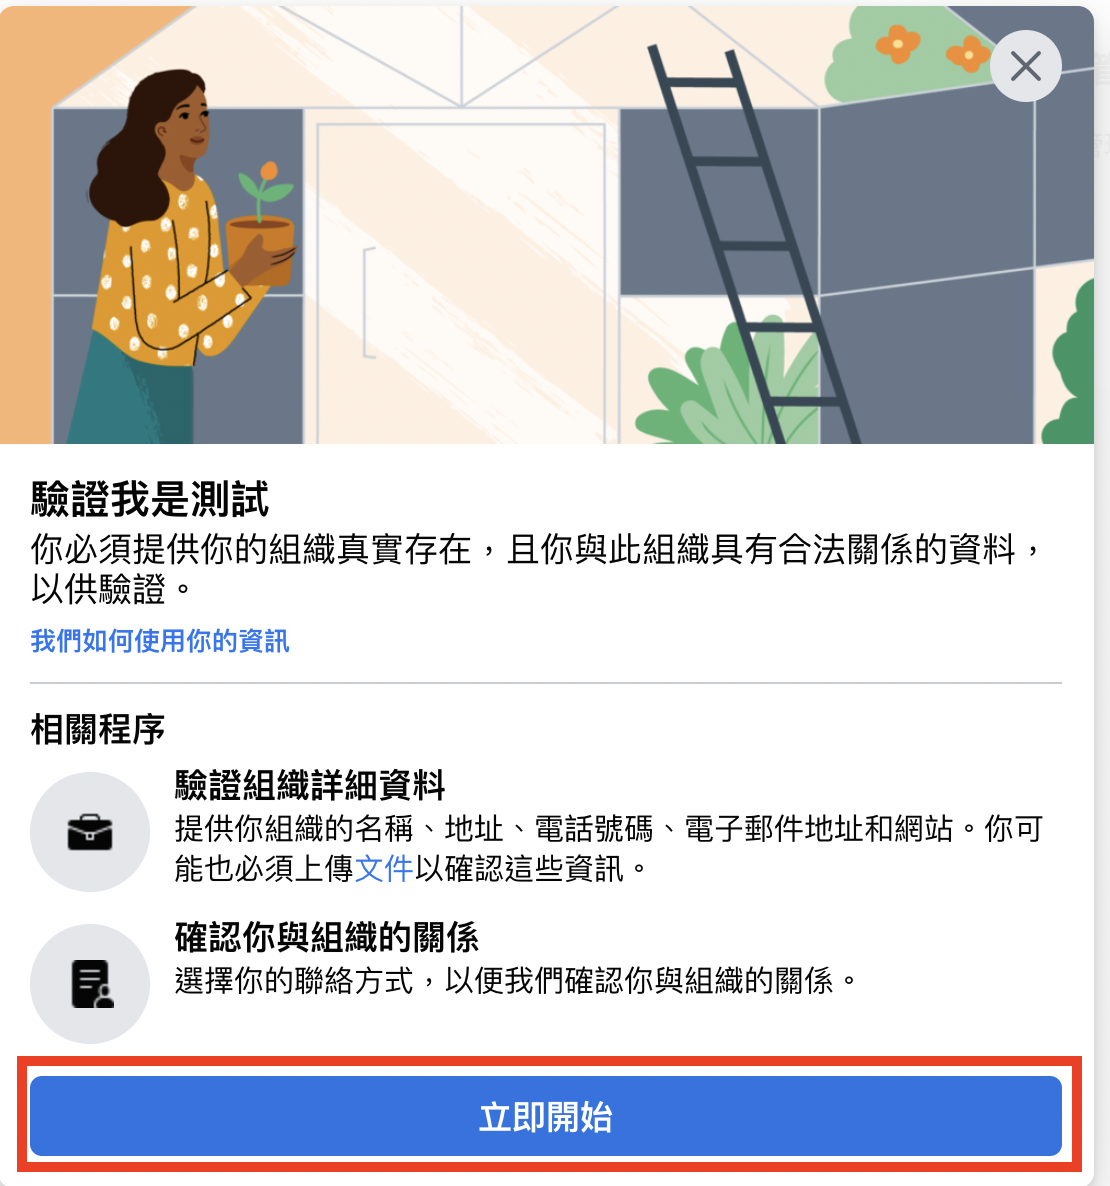 驗證我是測試
你必須提供你的組織真實存在，且你與此組織具有合法關係的資料，
以供驗證。
我們如何使用你的資訊
相關程序
驗證組織詳細資料
提供你組織的名稱、地址、電話號碼、電子郵件地址和網站。你可
能也必須上傳文件以確認這些資訊。
確認你與組織的關係
選擇你的聯絡方式，以便我們確認你與組織的關係。
立即開始